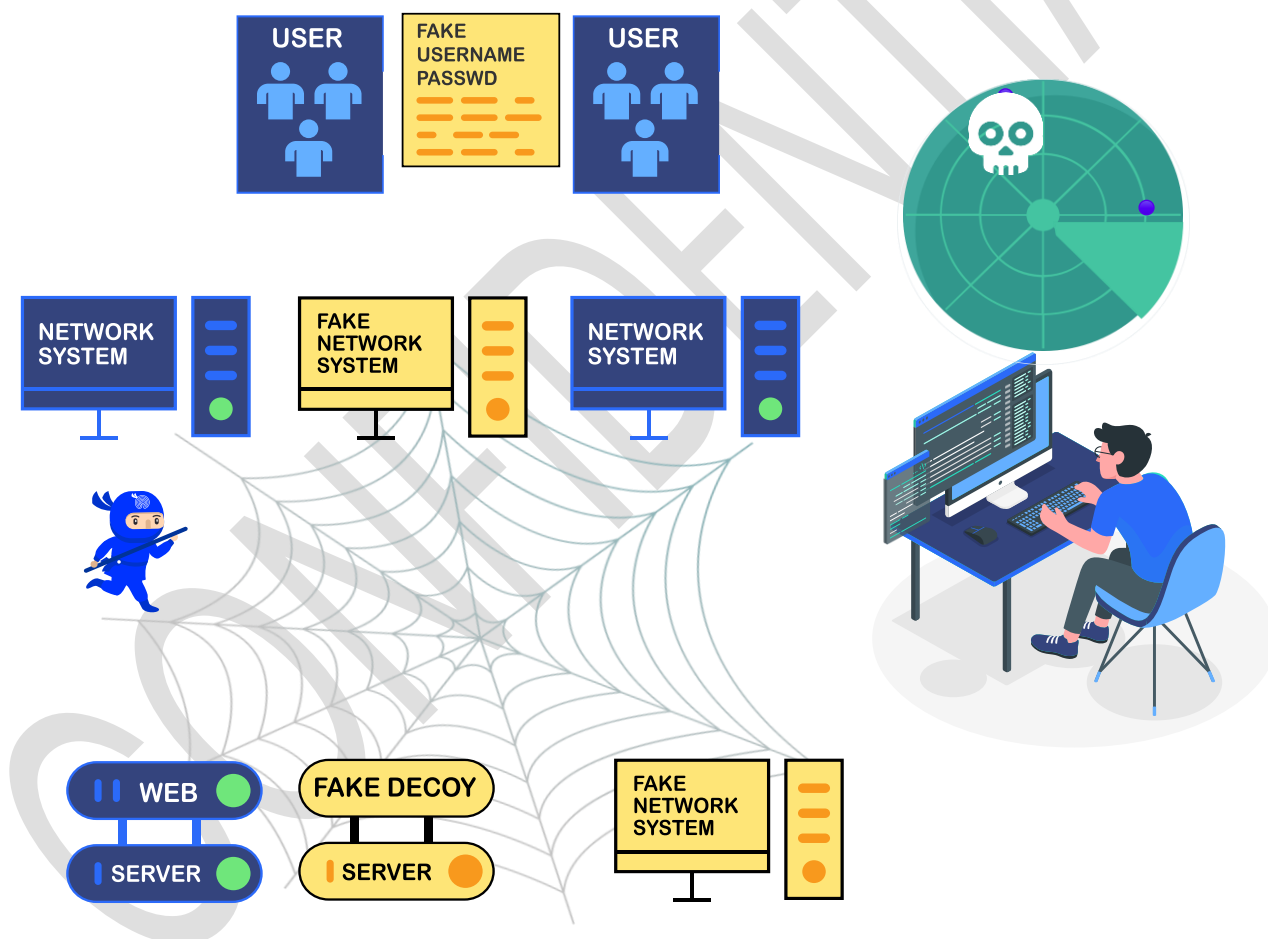 USER
FAKE
USERNAME
PASSWD
USER
NETWORK
SYSTEM
FAKE
NETWORK
SYSTEM
NETWORK
SYSTEM
WEB
SERVER
FAKE DECOY
SERVER
FAKE
NETWORK
SYSTEM
CONFIDENTIAL